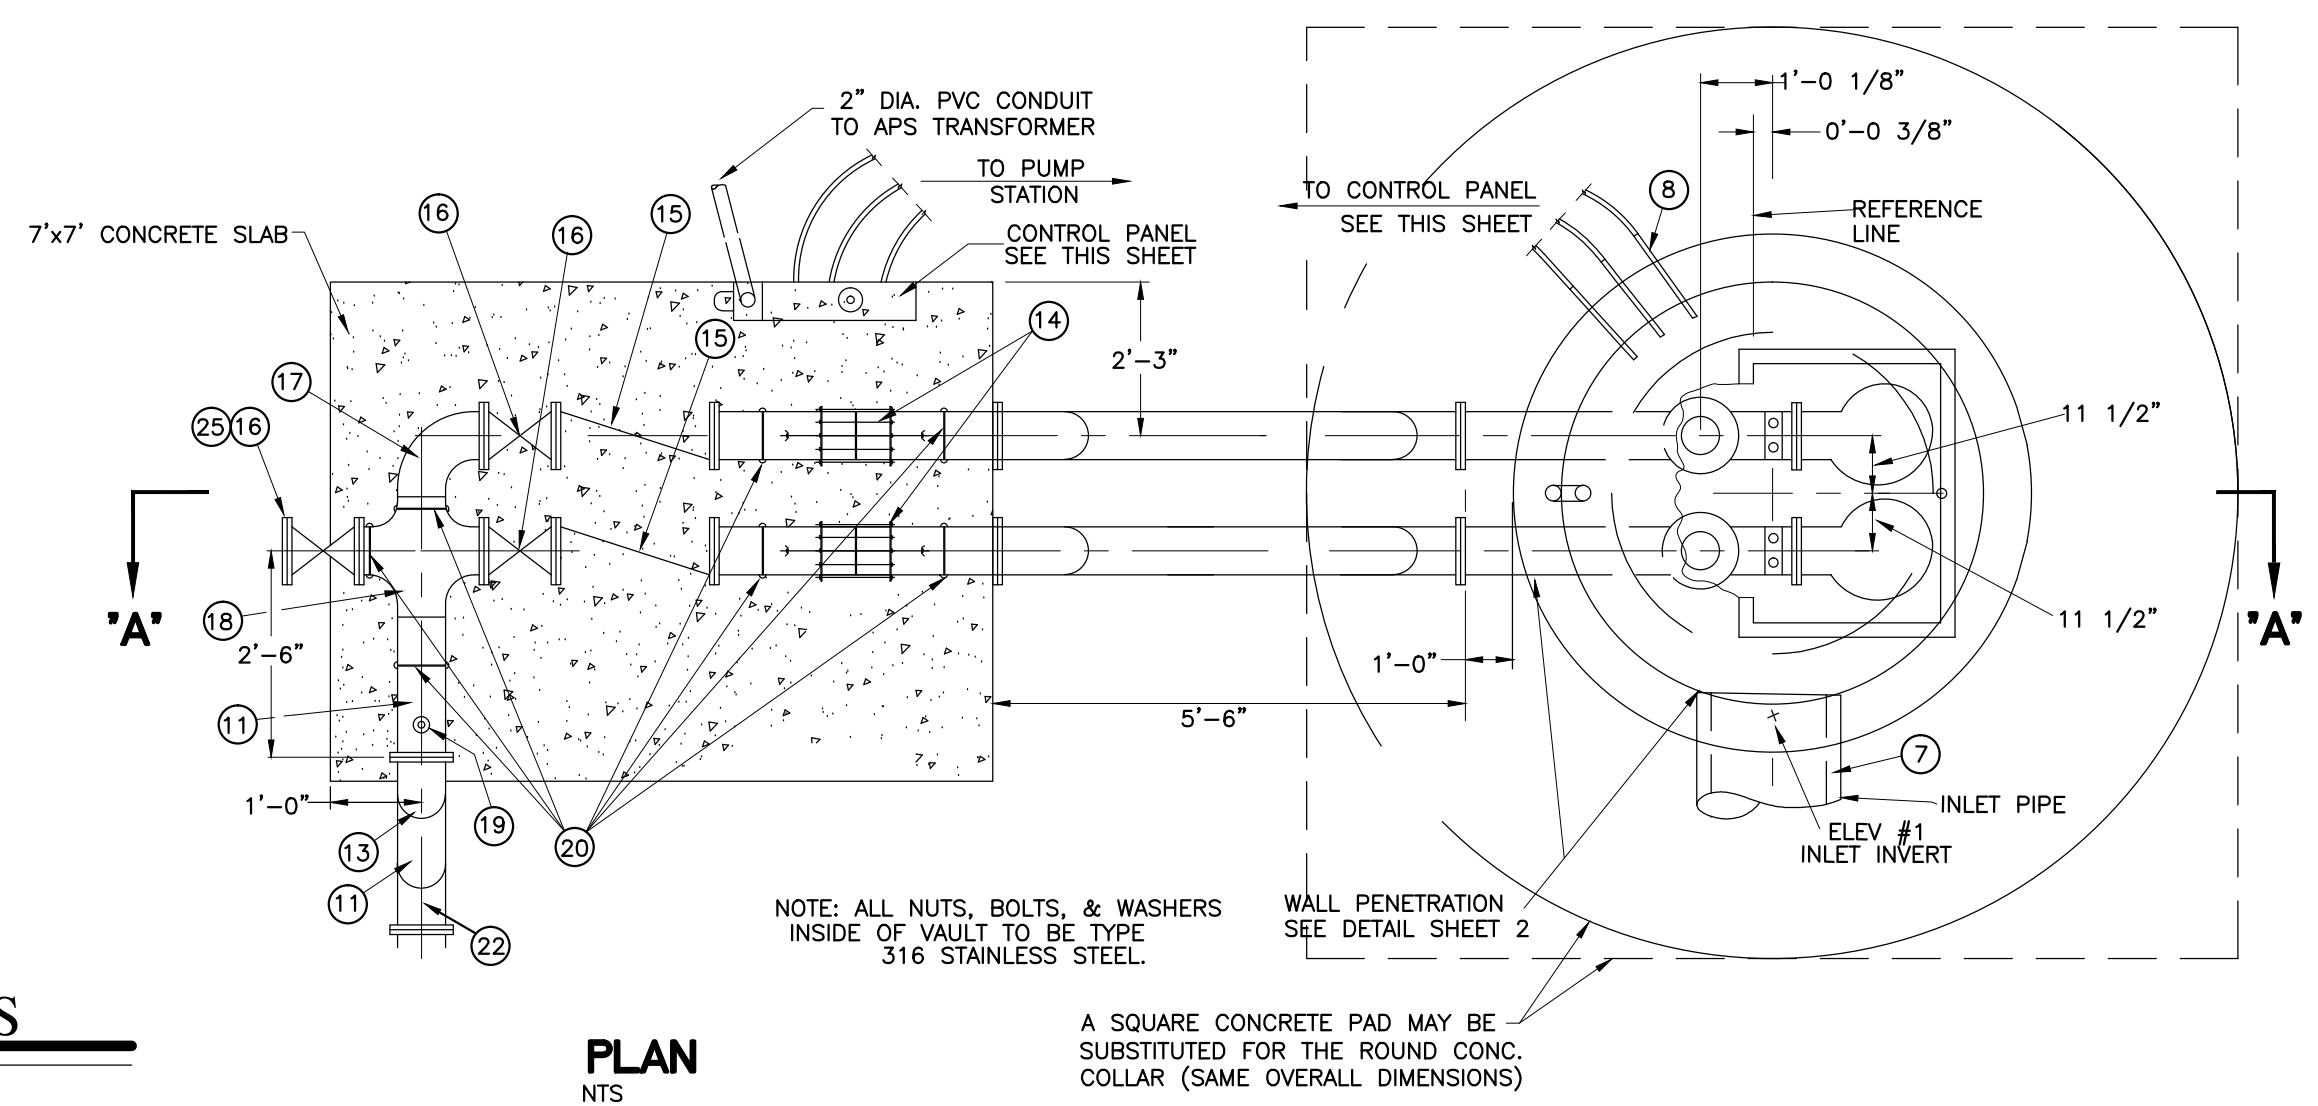 1'-0 1/8"
0'-0 3/8"
2" DIA. PVC CONDUIT
TO APS TRANSFORMER
TO PUMP
STATION
TO CONTROL PANEL
SEE THIS SHEET
8
REFERENCE
LINE
16
16
15
7'x7' CONCRETE SLAB
CONTROL PANEL
SEE THIS SHEET
14
15
2'-3"
17
25
16
11 1/2"
18
"A"
2'-6"
11 1/2"
"A"
1'-0"
11
5'-6"
7
1'-0"
19
INLET PIPE
13
20
ELEV #1
INLET INVERT
11
NOTE: ALL NUTS, BOLTS, & WASHERS
INSIDE OF VAULT TO BE TYPE
316 STAINLESS STEEL.
WALL PENETRATION
SEE DETAIL SHEET 2
22
S
PLAN
NTS
A SQUARE CONCRETE PAD MAY BE
SUBSTITUTED FOR THE ROUND CONC.
COLLAR (SAME OVERALL DIMENSIONS)